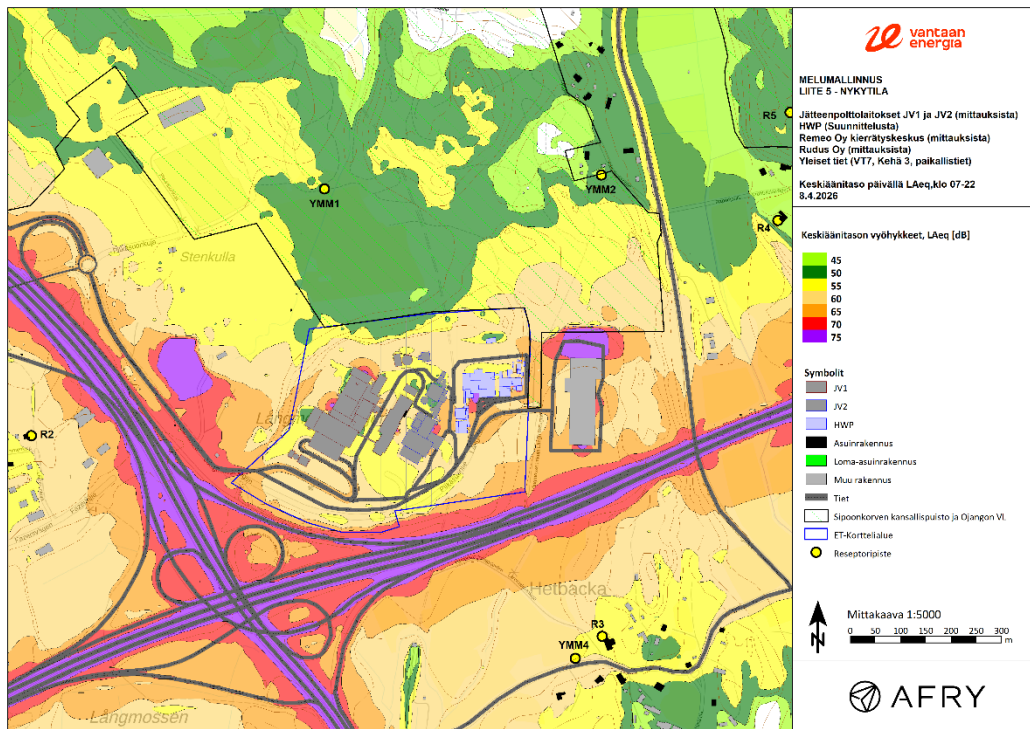 vantaan
energia
MELUMALLINNUS
LIITE 5 - NYKYTILA
Jätteenpolttolaitokset JV1 ja JV2 (mittauksista)
HWP (Suunnittelusta)
Remeo Oy kierrätyskeskus (mittauksista)
Rudus Oy (mittauksista)
Yleiset tiet (VT7, Kehä 3, paikallistiet)
Keskiäänitaso päivällä LAeq,klo 07-22
8.4.2026
Keskiäänitason vyöhykkeet, LAeq [dB]
45
50
55
60
65
70
75
Symbolit
JV1
JV2
HWP
Asuinrakennus
Loma-asuinrakennus
Muu rakennus
Tiet
Sipoonkorven kansallispuisto ja Ojangon VL
ET-Korttelialue
Reseptoripiste
Mittakaava 1:5000
0 50 100 150 200 250 300
m
N
AFRY
R5
YMM2
YMM1
R4
Stenkulla
R2
Hetbacka
R3
YMM4
Långmossen